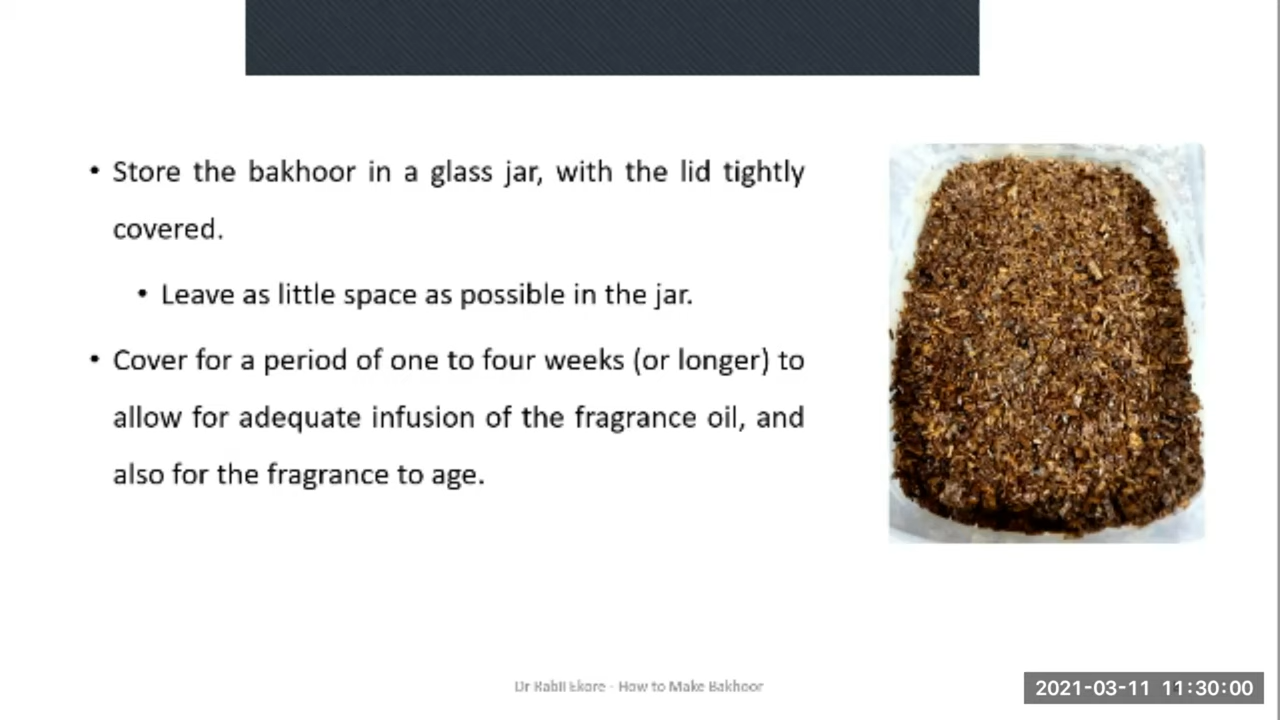 • Store the bakhoor in a glass jar, with the lid tightly
covered.
• Leave as little space as possible in the jar.
• Cover for a period of one to four weeks (or longer) to
allow for adequate infusion of the fragrance oil, and
also for the fragrance to age.
Dr RabII Ekore - How to Make Bakhoor
2021-03-11 11:30:00